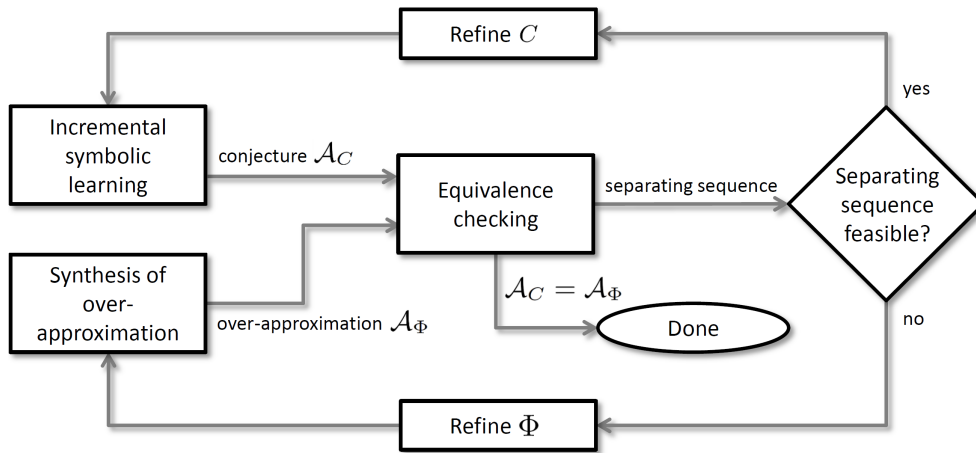 Refine C
yes
Incremental
symbolic
learning
conjecture 𝒜_C
Equivalence
checking
separating sequence
Separating
sequence
feasible?
Synthesis of
over-
approximation
over-approximation 𝒜_Φ
𝒜_C = 𝒜_Φ
Done
no
Refine Φ